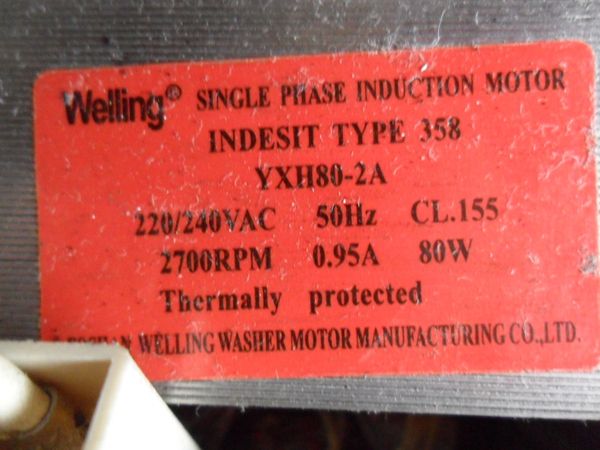 Welling® SINGLE PHASE INDUCTION MOTOR
INDESIT TYPE 358
YXH80-2A
220/240VAC 50Hz CL.155
2700RPM 0.95A 80W
Thermally protected
WELLING WASHER MOTOR MANUFACTURING CO.,LTD.